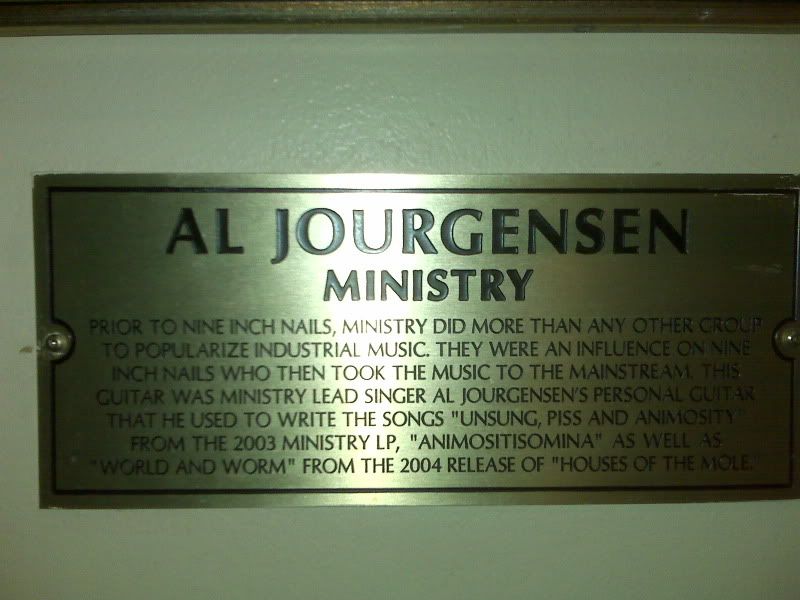 AL JOURGENSEN
MINISTRY
PRIOR TO NINE INCH NAILS, MINISTRY DID MORE THAN ANY OTHER GROUP
TO POPULARIZE INDUSTRIAL MUSIC. THEY WERE AN INFLUENCE ON NINE
INCH NAILS WHO THEN TOOK THE MUSIC TO THE MAINSTREAM. THIS
GUITAR WAS MINISTRY LEAD SINGER AL JOURGENSEN'S PERSONAL GUITAR
THAT HE USED TO WRITE THE SONGS "UNSUNG, PISS AND ANIMOSITY"
FROM THE 2003 MINISTRY LP, "ANIMOSITISOMINA" AS WELL AS
"WORLD AND WORM" FROM THE 2004 RELEASE OF "HOUSES OF THE MOLE."